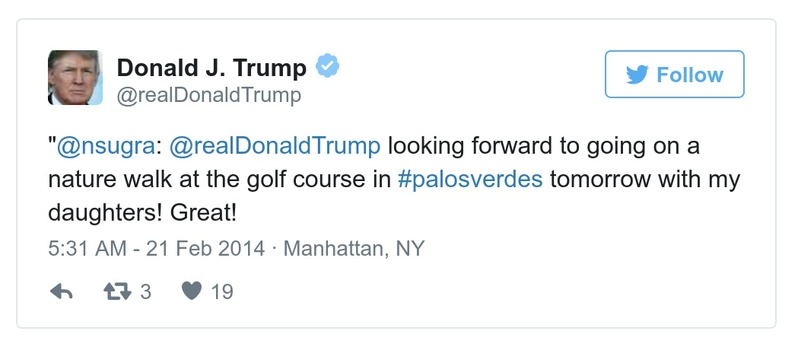 Donald J. Trump
@realDonaldTrump
Follow
"@nsugra: @realDonaldTrump looking forward to going on a
nature walk at the golf course in #palosverdes tomorrow with my
daughters! Great!
5:31 AM - 21 Feb 2014 · Manhattan, NY
3 19